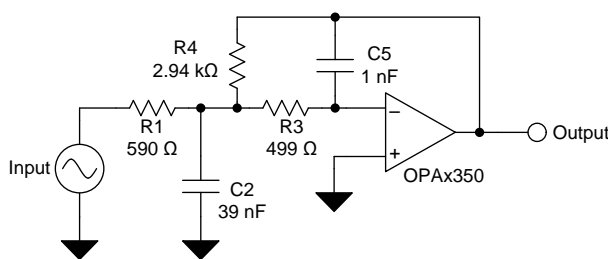 R4
2.94 kΩ
C5
1 nF
R1
590 Ω
R3
499 Ω
−
+
OPAx350
Output
Input
C2
39 nF